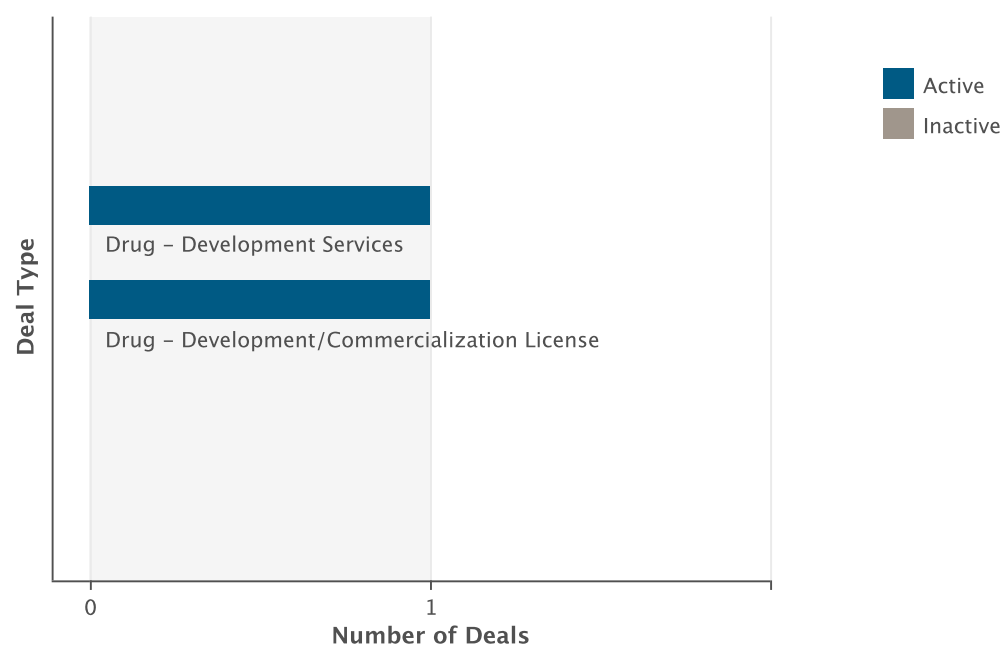 Active
Inactive
Drug – Development Services
Drug – Development/Commercialization License
Deal Type
0
1
Number of Deals